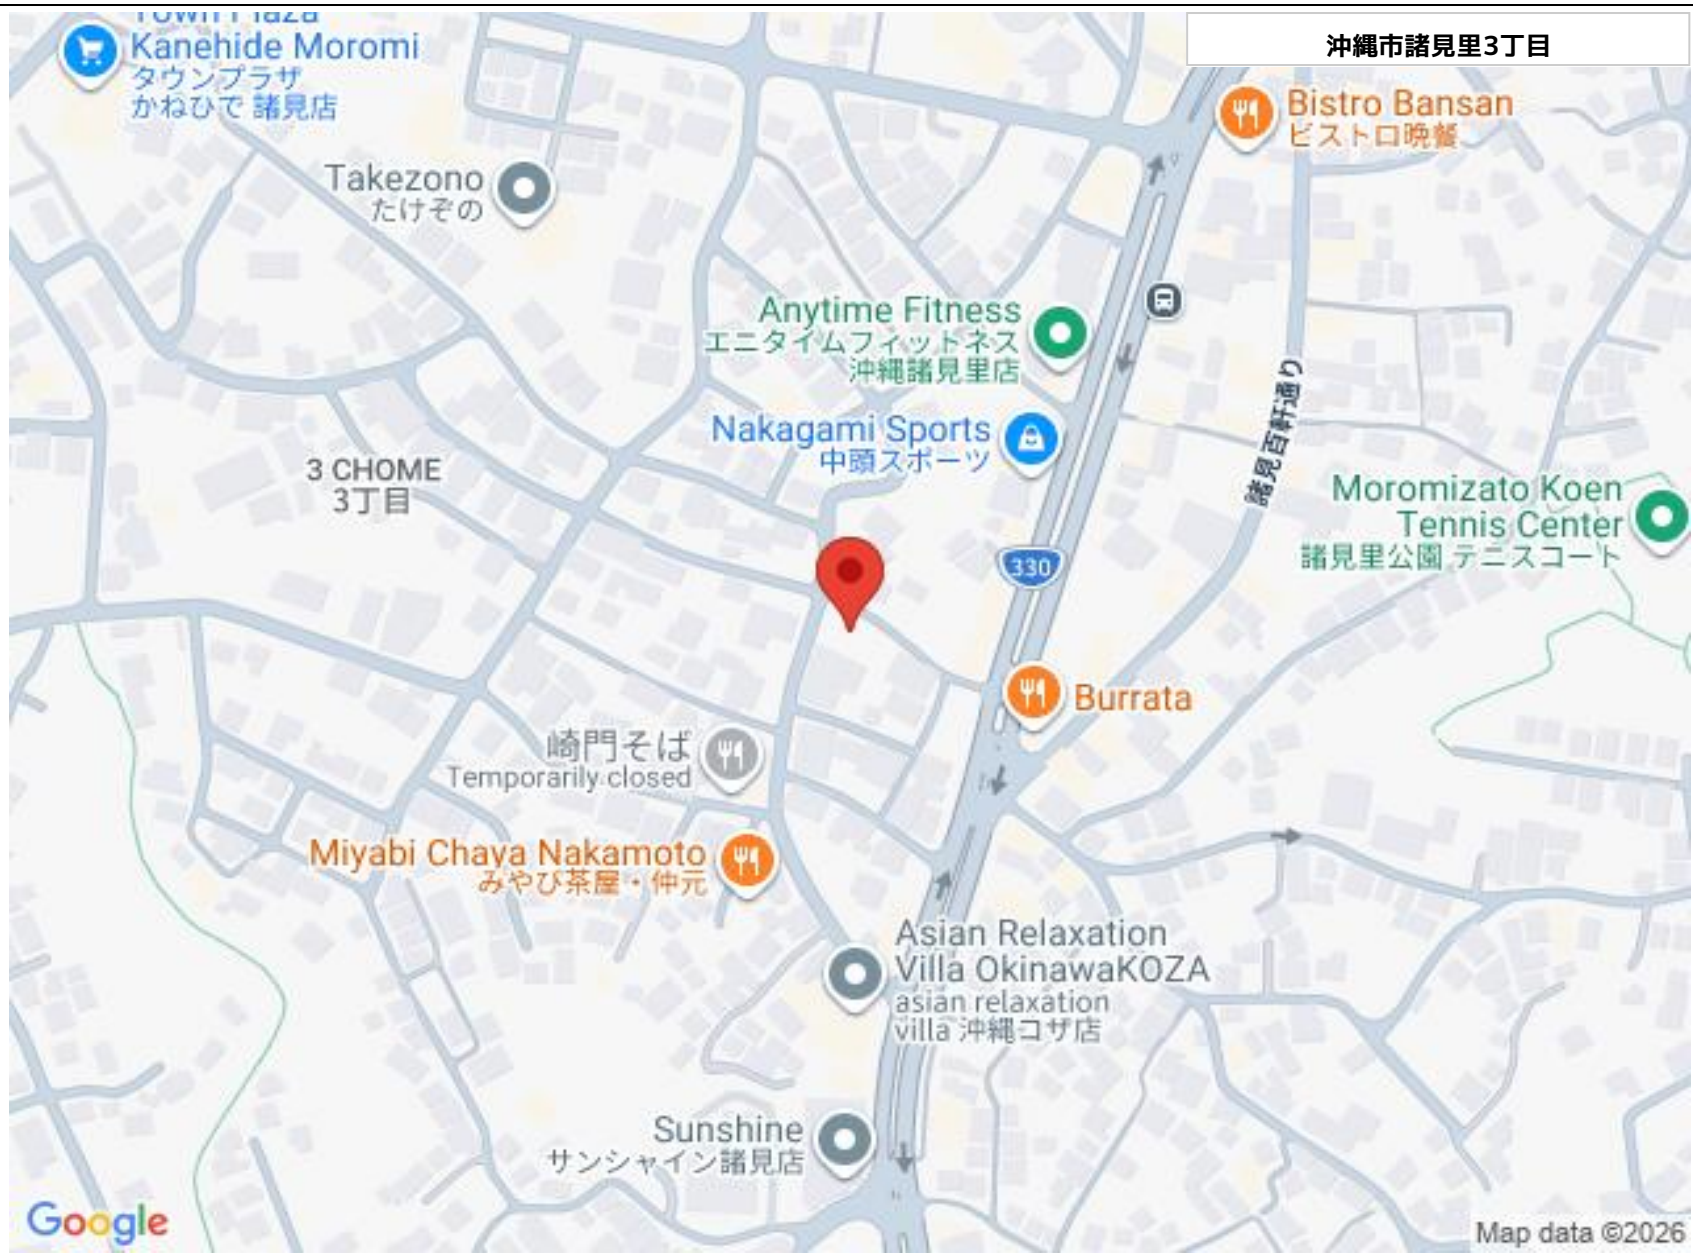 Town Plaza
Kanehide Moromi
タウンプラザ
かねひで 諸見店
沖縄市諸見里3丁目
Bistro Bansan
ビストロ晩餐
Takezono
たけぞの
Anytime Fitness
エニタイムフィットネス
沖縄諸見里店
Nakagami Sports
中頭スポーツ
諸見百軒通り
3 CHOME
3丁目
Moromizato Koen
Tennis Center
諸見里公園 テニスコート
330
Burrata
崎門そば
Temporarily closed
Miyabi Chaya Nakamoto
みやび茶屋・仲元
Asian Relaxation
Villa OkinawaKOZA
asian relaxation
villa 沖縄コザ店
Sunshine
サンシャイン諸見店
Google
Map data ©2026